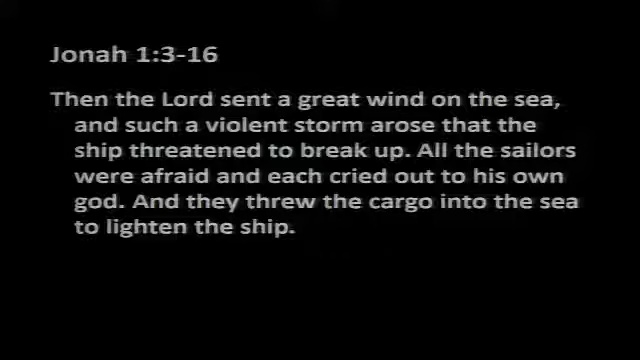 Jonah 1:3-16
Then the Lord sent a great wind on the sea,
and such a violent storm arose that the
ship threatened to break up. All the sailors
were afraid and each cried out to his own
god. And they threw the cargo into the sea
to lighten the ship.